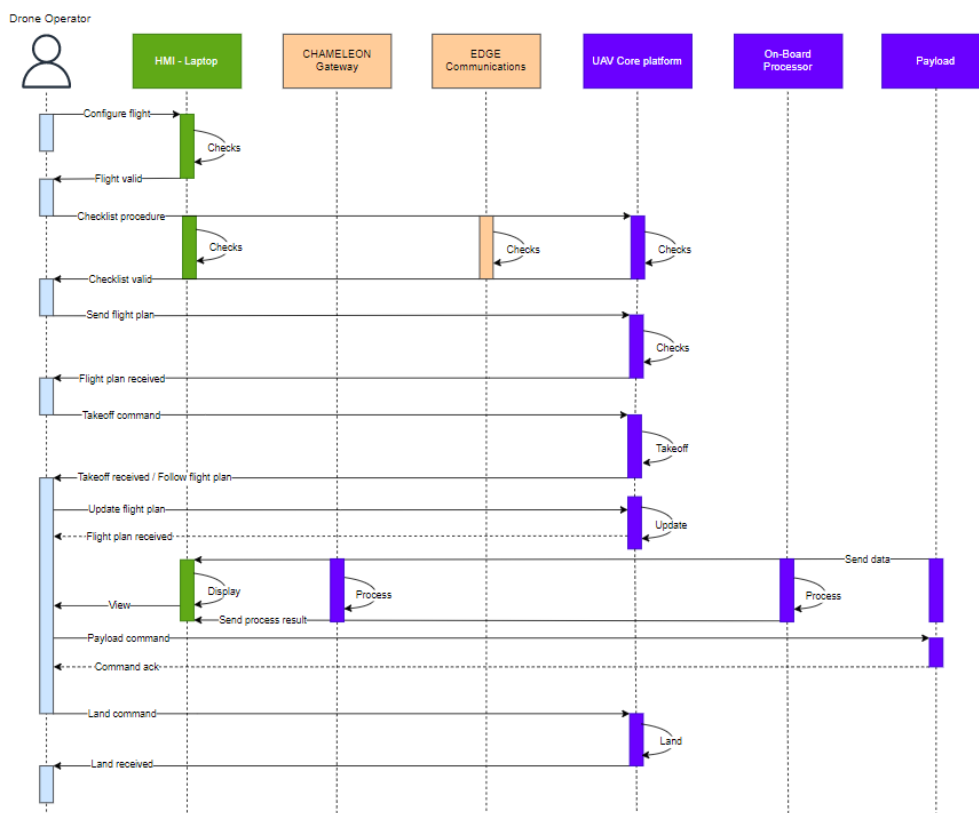 Drone Operator
HMI - Laptop
CHAMELEON
Gateway
EDGE
Communications
UAV Core platform
On-Board
Processor
Payload
Configure flight
Checks
Flight valid
Checklist procedure
Checks
Checks
Checks
Checklist valid
Send flight plan
Checks
Flight plan received
Takeoff command
Takeoff
Takeoff received / Follow flight plan
Update flight plan
Update
Flight plan received
Send data
Display
Process
Process
View
Send process result
Payload command
Command ack
Land command
Land
Land received